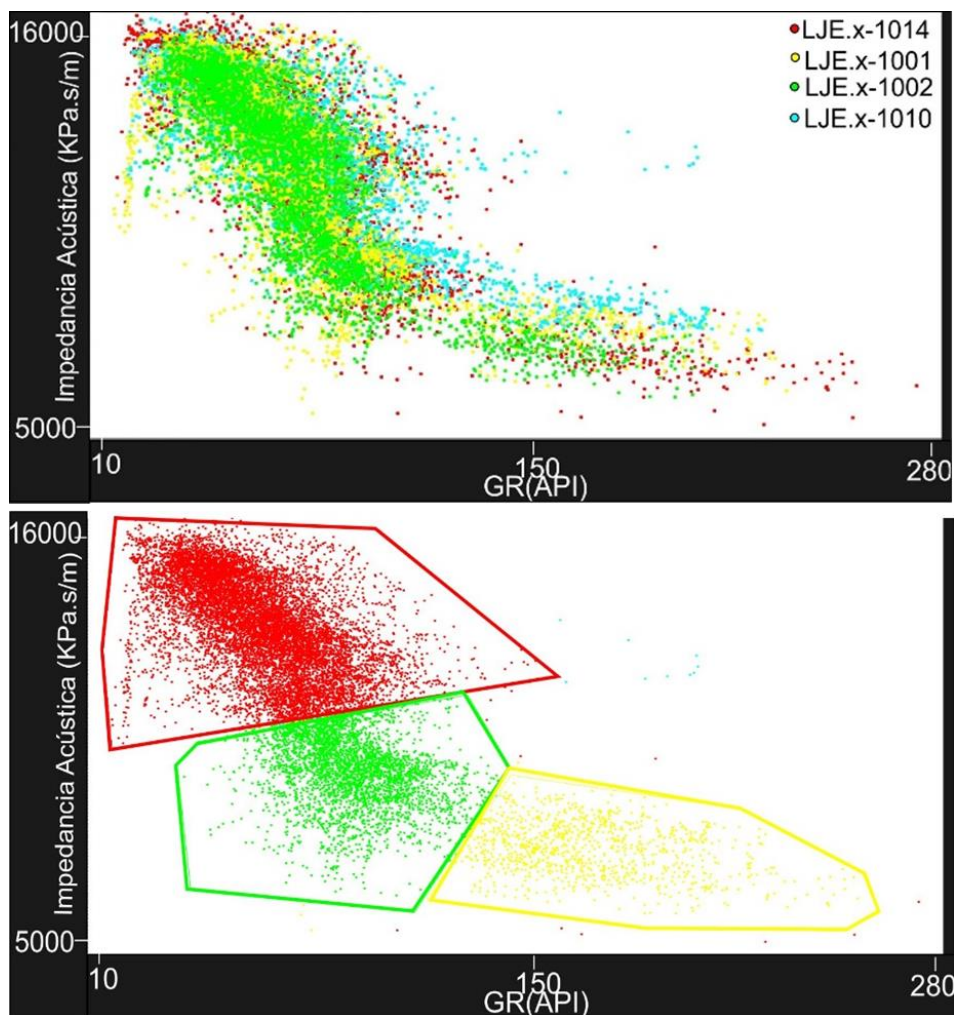 16000
LJE.x-1014
LJE.x-1001
LJE.x-1002
LJE.x-1010
Impedancia Acústica (KPa.s/m)
5000
10
150
280
GR(API)
16000
Impedancia Acústica (KPa.s/m)
5000
10
150
280
GR(API)